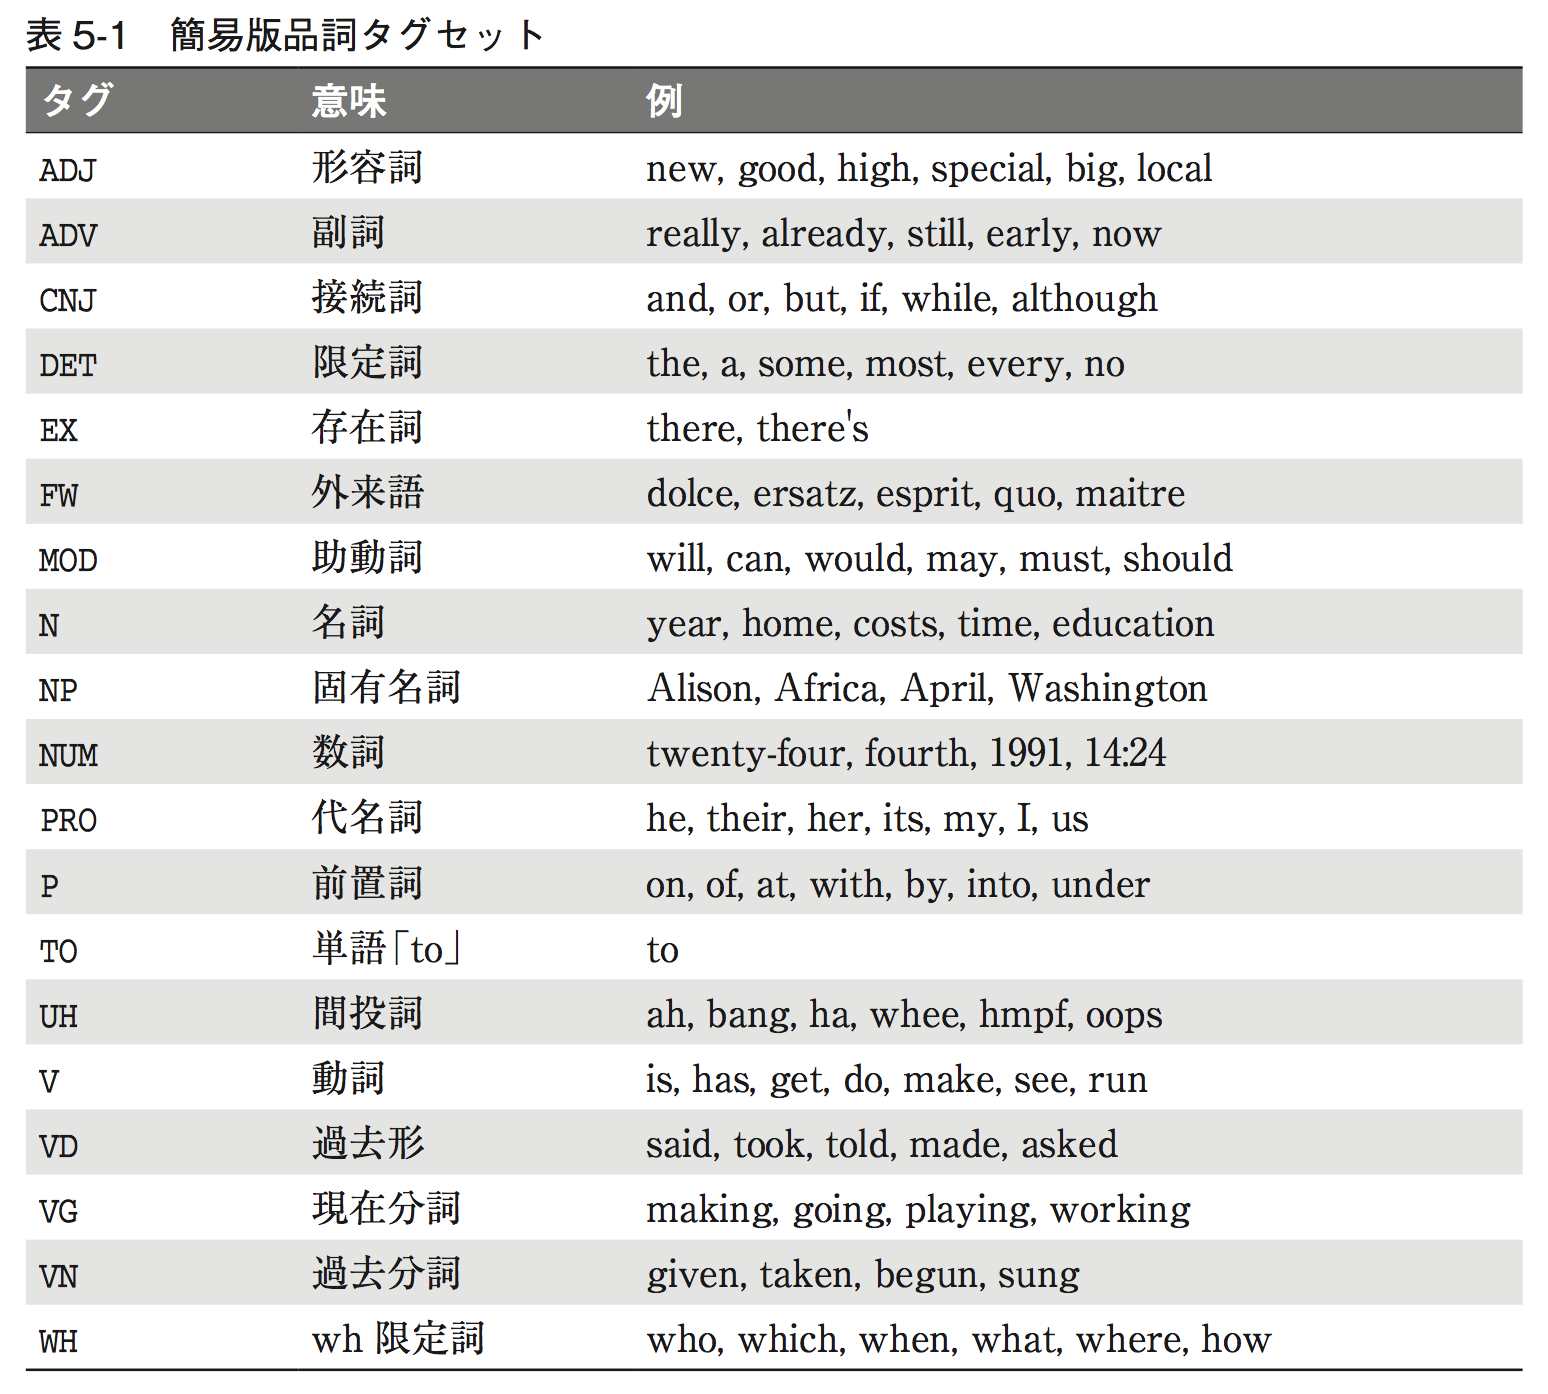 表 5-1　簡易版品詞タグセット
タグ 意味 例
ADJ 形容詞 new, good, high, special, big, local
ADV 副詞 really, already, still, early, now
CNJ 接続詞 and, or, but, if, while, although
DET 限定詞 the, a, some, most, every, no
EX 存在詞 there, there's
FW 外来語 dolce, ersatz, esprit, quo, maitre
MOD 助動詞 will, can, would, may, must, should
N 名詞 year, home, costs, time, education
NP 固有名詞 Alison, Africa, April, Washington
NUM 数詞 twenty-four, fourth, 1991, 14:24
PRO 代名詞 he, their, her, its, my, I, us
P 前置詞 on, of, at, with, by, into, under
TO 単語「to」 to
UH 間投詞 ah, bang, ha, whee, hmpf, oops
V 動詞 is, has, get, do, make, see, run
VD 過去形 said, took, told, made, asked
VG 現在分詞 making, going, playing, working
VN 過去分詞 given, taken, begun, sung
WH wh 限定詞 who, which, when, what, where, how